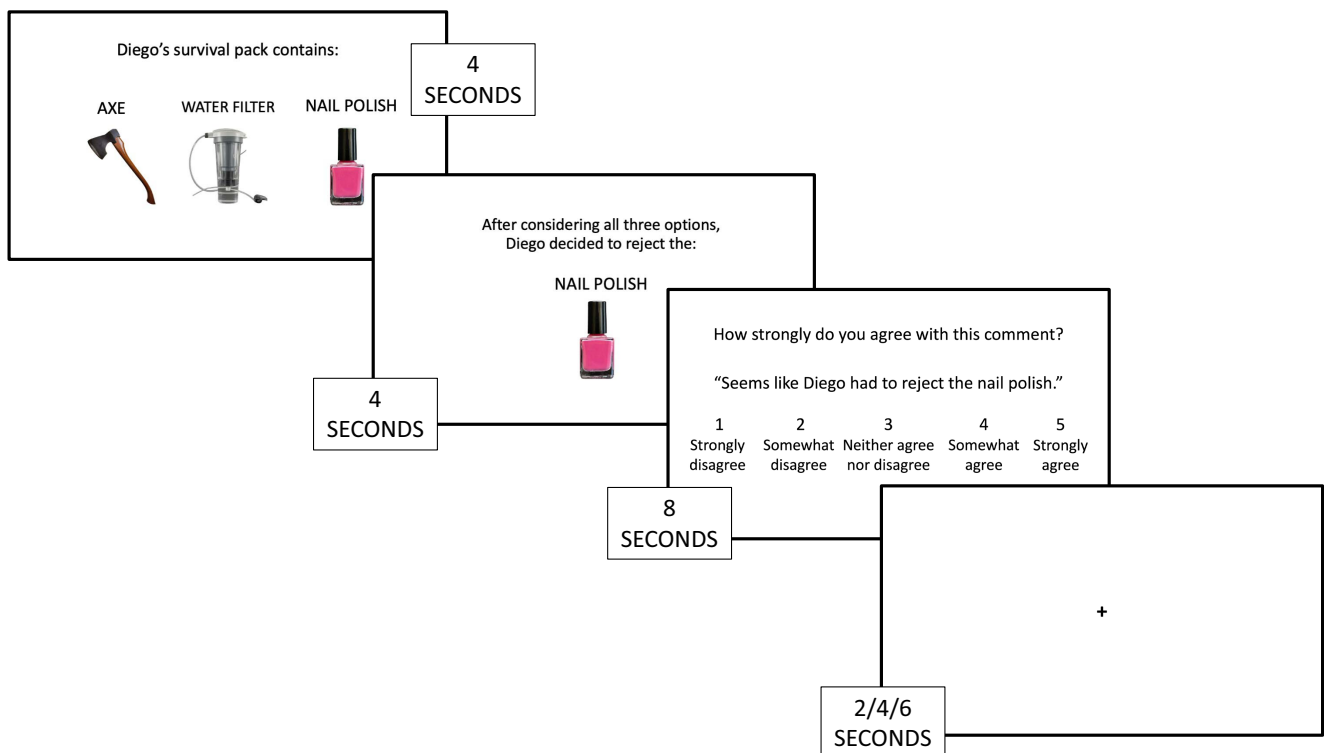 Diego’s survival pack contains:
AXE
WATER FILTER
NAIL POLISH
4
SECONDS
After considering all three options,
Diego decided to reject the:
NAIL POLISH
4
SECONDS
How strongly do you agree with this comment?
“Seems like Diego had to reject the nail polish.”
1
Strongly
disagree
2
Somewhat
disagree
3
Neither agree
nor disagree
4
Somewhat
agree
5
Strongly
agree
8
SECONDS
+
2/4/6
SECONDS